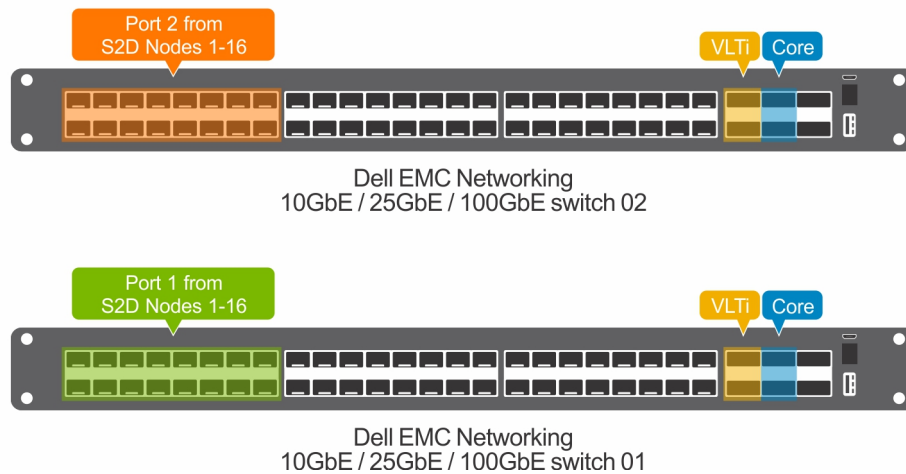 Port 2 from
S2D Nodes 1-16
VLTi
Core
Dell EMC Networking
10GbE / 25GbE / 100GbE switch 02
Port 1 from
S2D Nodes 1-16
VLTi
Core
Dell EMC Networking
10GbE / 25GbE / 100GbE switch 01